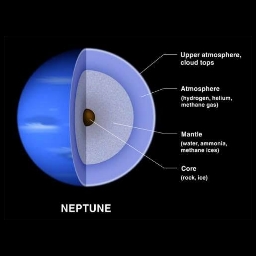 Upper atmosphere,
cloud tops
Atmosphere
(hydrogen, helium,
methane gas)
Mantle
(water, ammonia,
methane ices)
Core
(rock, ice)
NEPTUNE